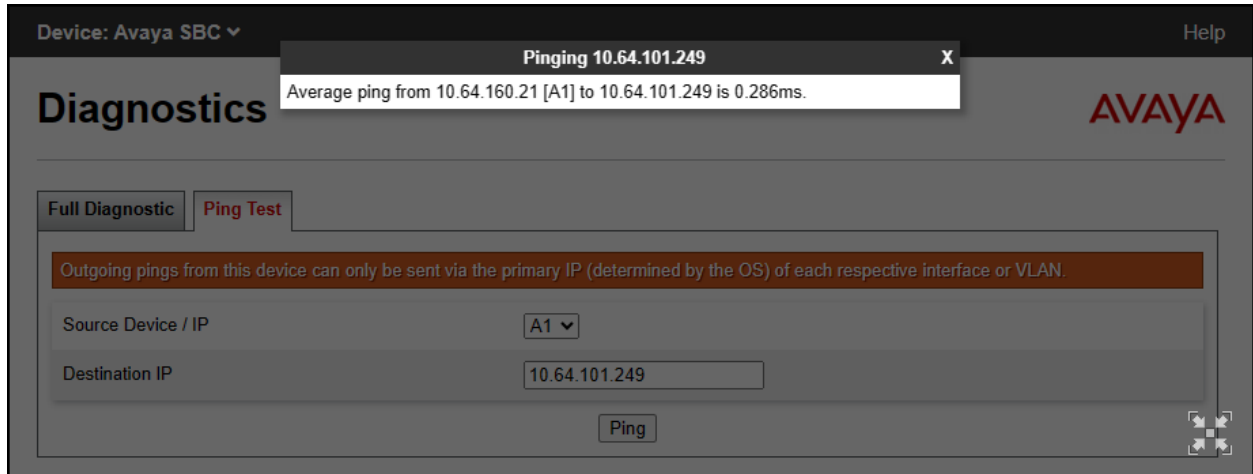 Device: Avaya SBC
Help
Pinging 10.64.101.249 X
Average ping from 10.64.160.21 [A1] to 10.64.101.249 is 0.286ms.
Diagnostics
AVAYA
Full Diagnostic Ping Test
Outgoing pings from this device can only be sent via the primary IP (determined by the OS) of each respective interface or VLAN.
Source Device / IP A1
Destination IP 10.64.101.249
Ping